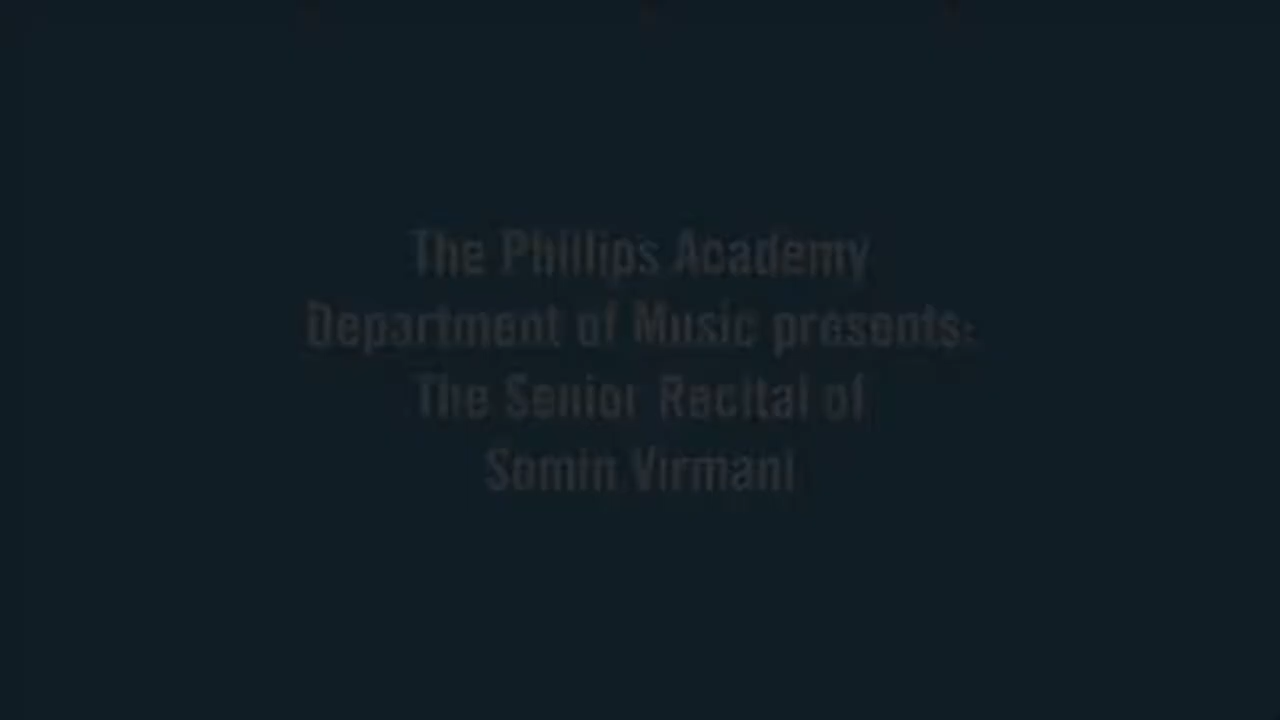 The Phillips Academy
Department of Music presents:
The Senior Recital of
Somin Virmani